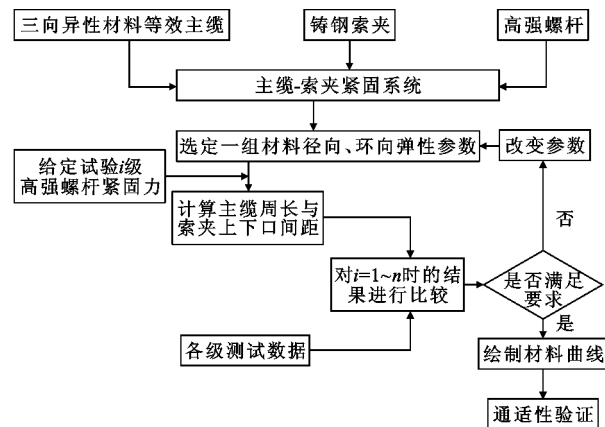 三向异性材料等效主缆
铸钢索夹
高强螺杆
主缆-索夹紧固系统
选定一组材料径向、环向弹性参数
改变参数
给定试验i级
高强螺杆紧固力
计算主缆周长与
索夹上下口间距
否
对i=1~n时的结
果进行比较
是否满足
要求
是
各级测试数据
绘制材料曲线
通适性验证